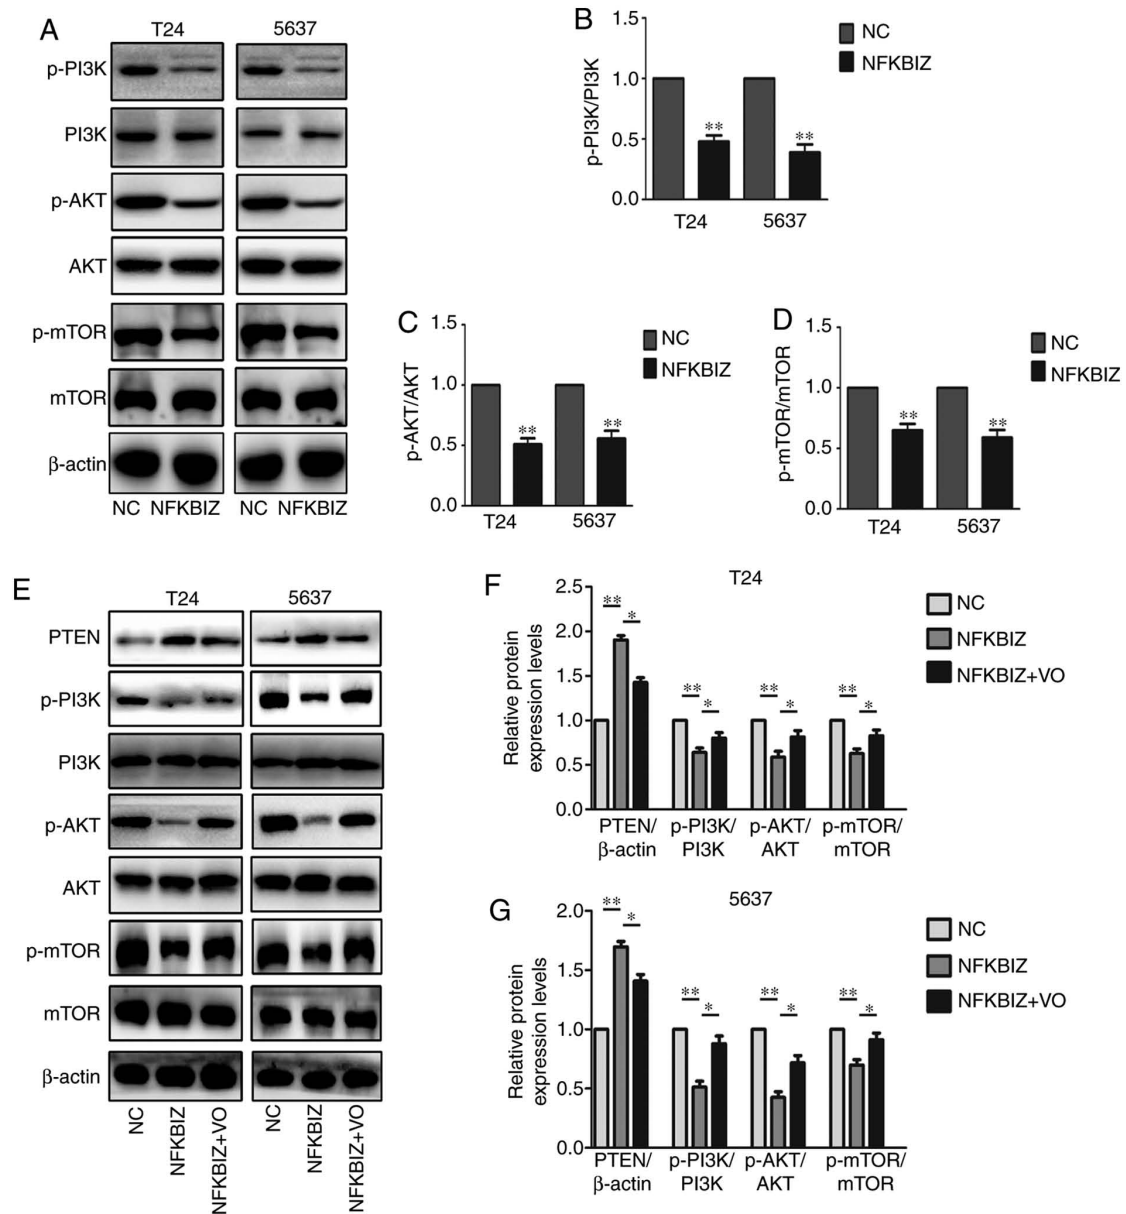 A
T24 5637
p-PI3K
PI3K
p-AKT
AKT
p-mTOR
mTOR
β-actin
NC NFKBIZ NC NFKBIZ
B
1.5
1.0
0.5
0.0
p-PI3K/PI3K
** **
T24 5637
NC
NFKBIZ
C
1.5
1.0
0.5
0.0
p-AKT/AKT
** **
T24 5637
NC
NFKBIZ
D
1.5
1.0
0.5
0.0
p-mTOR/mTOR
** **
T24 5637
NC
NFKBIZ
E
T24 5637
PTEN
p-PI3K
PI3K
p-AKT
AKT
p-mTOR
mTOR
β-actin
NC NFKBIZ NFKBIZ+VO NC NFKBIZ NFKBIZ+VO
F
T24
2.5
2.0
1.5
1.0
0.5
0.0
Relative protein
expression levels
** * ** * ** * ** *
PTEN/ p-PI3K/ p-AKT/ p-mTOR/
β-actin PI3K AKT mTOR
NC
NFKBIZ
NFKBIZ+VO
G
5637
2.0
1.5
1.0
0.5
0.0
Relative protein
expression levels
** * ** * ** * ** *
PTEN/ p-PI3K/ p-AKT/ p-mTOR/
β-actin PI3K AKT mTOR
NC
NFKBIZ
NFKBIZ+VO